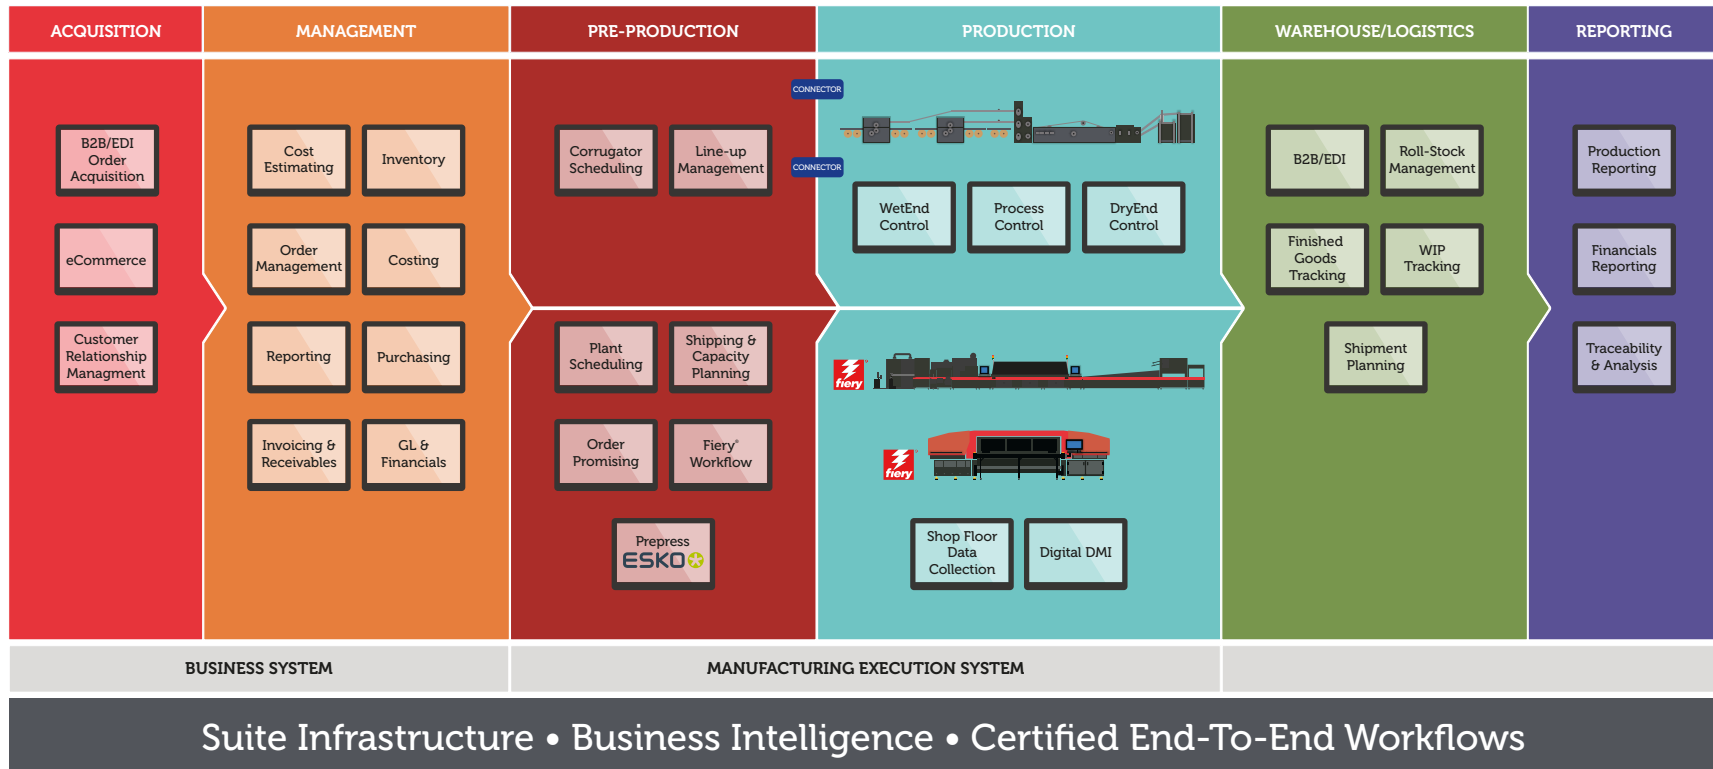 ACQUISITION
MANAGEMENT
PRE-PRODUCTION
PRODUCTION
WAREHOUSE/LOGISTICS
REPORTING
B2B/EDI
Order
Acquisition
eCommerce
Customer
Relationship
Managment
Cost
Estimating
Inventory
Order
Management
Costing
Reporting
Purchasing
Invoicing &
Receivables
GL &
Financials
Corrugator
Scheduling
Line-up
Management
Plant
Scheduling
Shipping &
Capacity
Planning
Order
Promising
Fiery®
Workflow
Prepress
ESKO
CONNECTOR
CONNECTOR
WetEnd
Control
Process
Control
DryEnd
Control
fiery
fiery
Shop Floor
Data
Collection
Digital DMI
B2B/EDI
Roll-Stock
Management
Finished
Goods
Tracking
WIP
Tracking
Shipment
Planning
Production
Reporting
Financials
Reporting
Traceability
& Analysis
BUSINESS SYSTEM
MANUFACTURING EXECUTION SYSTEM
Suite Infrastructure • Business Intelligence • Certified End-To-End Workflows